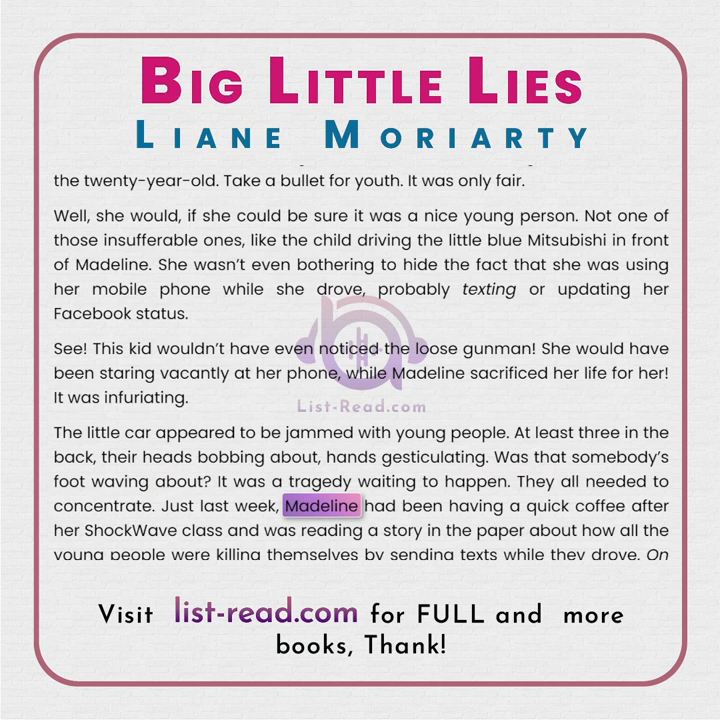 BIG LITTLE LIES
LIANE MORIARTY
the twenty-year-old. Take a bullet for youth. It was only fair.
Well, she would, if she could be sure it was a nice young person. Not one of
those insufferable ones, like the child driving the little blue Mitsubishi in front
of Madeline. She wasn’t even bothering to hide the fact that she was using
her mobile phone while she drove, probably texting or updating her
Facebook status.
See! This kid wouldn’t have even noticed the loose gunman! She would have
been staring vacantly at her phone, while Madeline sacrificed her life for her!
It was infuriating.
List-Read.com
The little car appeared to be jammed with young people. At least three in the
back, their heads bobbing about, hands gesticulating. Was that somebody’s
foot waving about? It was a tragedy waiting to happen. They all needed to
concentrate. Just last week, Madeline had been having a quick coffee after
her ShockWave class and was reading a story in the paper about how all the
young people were killing themselves by sending texts while they drove. On
Visit list-read.com for FULL and more
books, Thank!